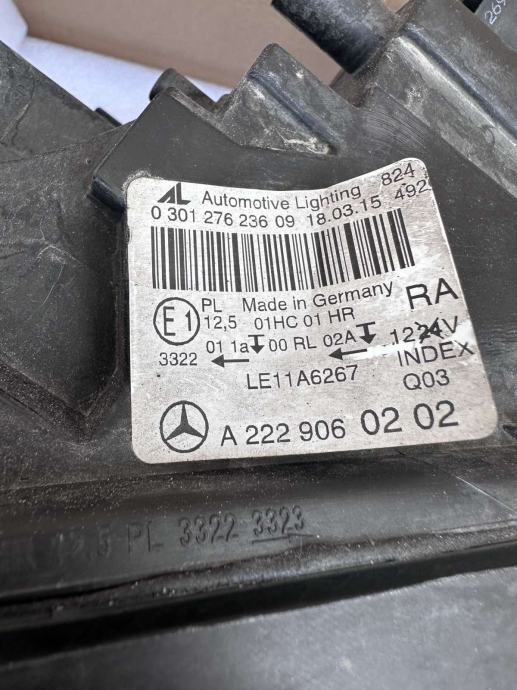 AL Automotive Lighting 824
0 301 276 236 09 18.03.15 492
E1 PL Made in Germany RA
12,5 01HC 01 HR
3322 01 1a 00 RL 02A 1224V
LE11A6267 INDEX
Q03
A 222 906 02 02
12.5 PL 3322 3323